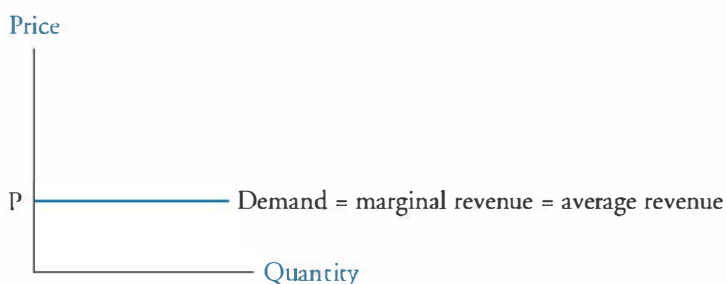 Price
P
Demand = marginal revenue = average revenue
Quantity